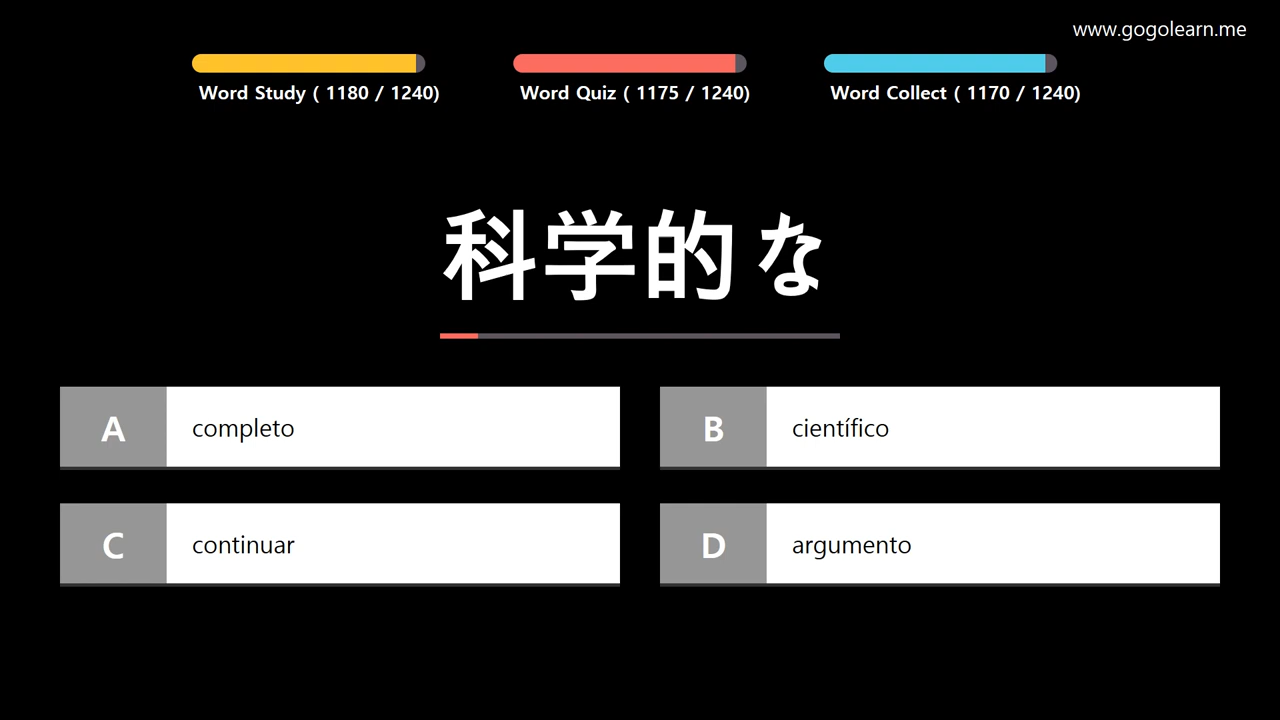 www.gogolearn.me
Word Study ( 1180 / 1240)
Word Quiz ( 1175 / 1240)
Word Collect ( 1170 / 1240)
科学的な
A completo
B científico
C continuar
D argumento